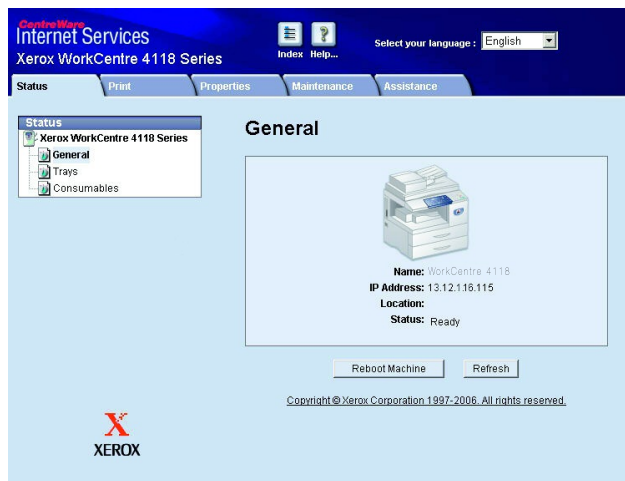 CentreWare
Internet Services
Xerox WorkCentre 4118 Series
Index Help...
Select your language : English
Status Print Properties Maintenance Assistance
Status
Xerox WorkCentre 4118 Series
General
Trays
Consumables
General
Name: WorkCentre 4118
IP Address: 13.12.116.115
Location:
Status: Ready
Reboot Machine Refresh
Copyright © Xerox Corporation 1997-2006. All rights reserved.
X
XEROX